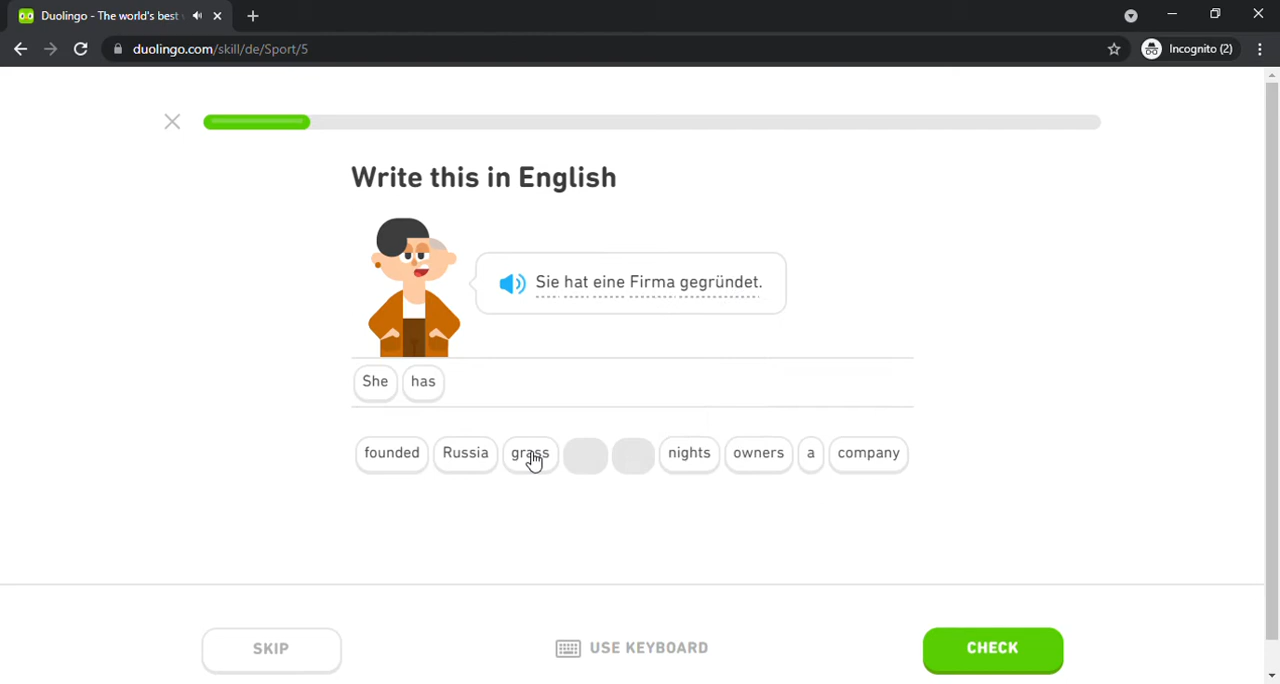 Duolingo - The world's best
duolingo.com/skill/de/Sport/5
Incognito (2)
Write this in English
Sie hat eine Firma gegründet.
She has
founded Russia grass nights owners a company
SKIP USE KEYBOARD CHECK